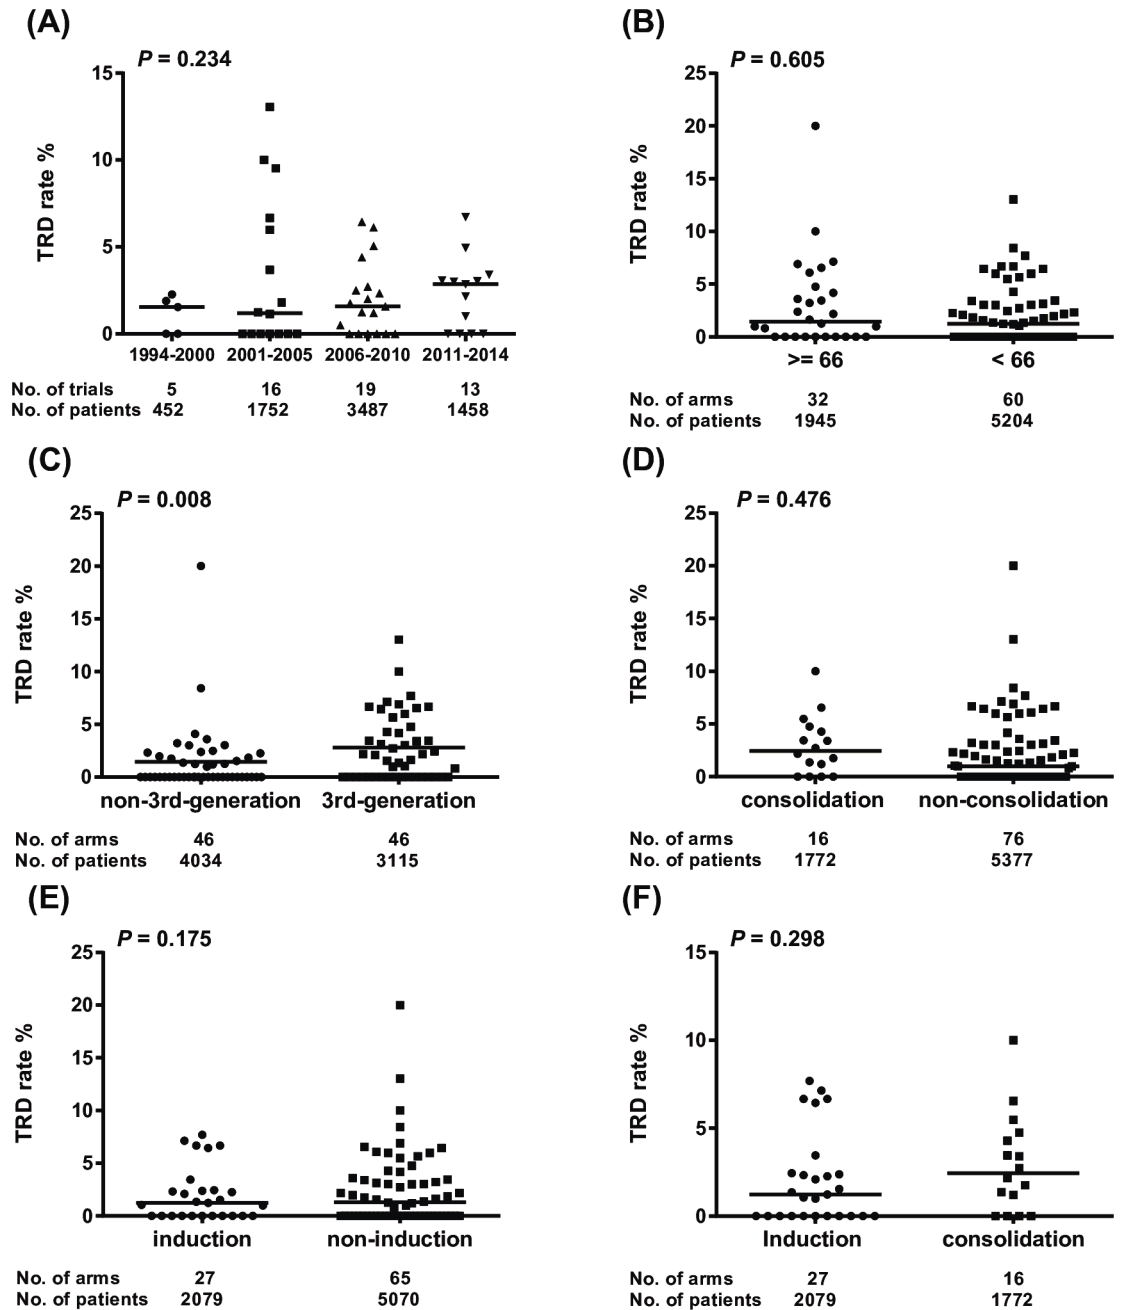 (A)
P = 0.234
TRD rate %
15
10
5
0
1994-2000 2001-2005 2006-2010 2011-2014
No. of trials 5 16 19 13
No. of patients 452 1752 3487 1458
(B)
P = 0.605
TRD rate %
25
20
15
10
5
0
>= 66 < 66
No. of arms 32 60
No. of patients 1945 5204
(C)
P = 0.008
TRD rate %
25
20
15
10
5
0
non-3rd-generation 3rd-generation
No. of arms 46 46
No. of patients 4034 3115
(D)
P = 0.476
TRD rate %
25
20
15
10
5
0
consolidation non-consolidation
No. of arms 16 76
No. of patients 1772 5377
(E)
P = 0.175
TRD rate %
25
20
15
10
5
0
induction non-induction
No. of arms 27 65
No. of patients 2079 5070
(F)
P = 0.298
TRD rate %
15
10
5
0
Induction consolidation
No. of arms 27 16
No. of patients 2079 1772